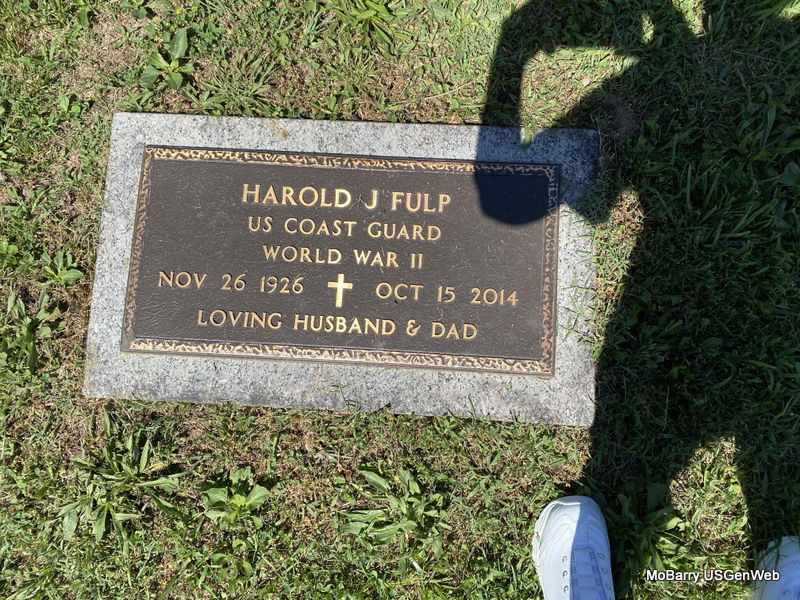 HAROLD J FULP
US COAST GUARD
WORLD WAR II
NOV 26 1926 OCT 15 2014
LOVING HUSBAND & DAD
MoBarry USGenWeb